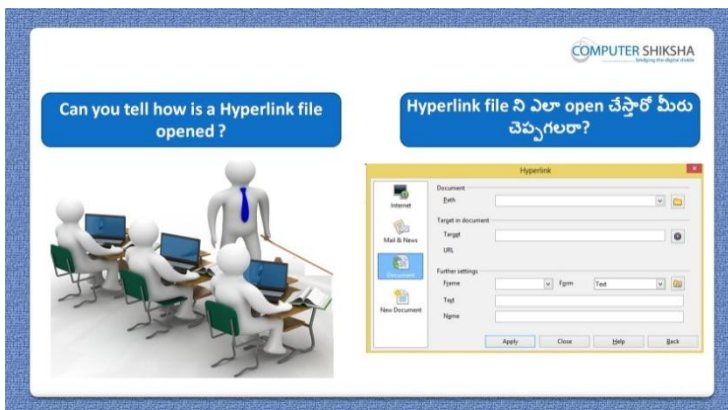 COMPUTER SHIKSHA
bridging the digital divide
Can you tell how is a Hyperlink file
opened ?
Hyperlink file ని ఎలా open చేస్తారో మీరు
చెప్పగలరా?
Hyperlink
Internet
Mail & News
Document
New Document
Document
Path
Target in document
Target
URL
Further settings
Frame
Form
Text
Text
Name
Apply
Close
Help
Back